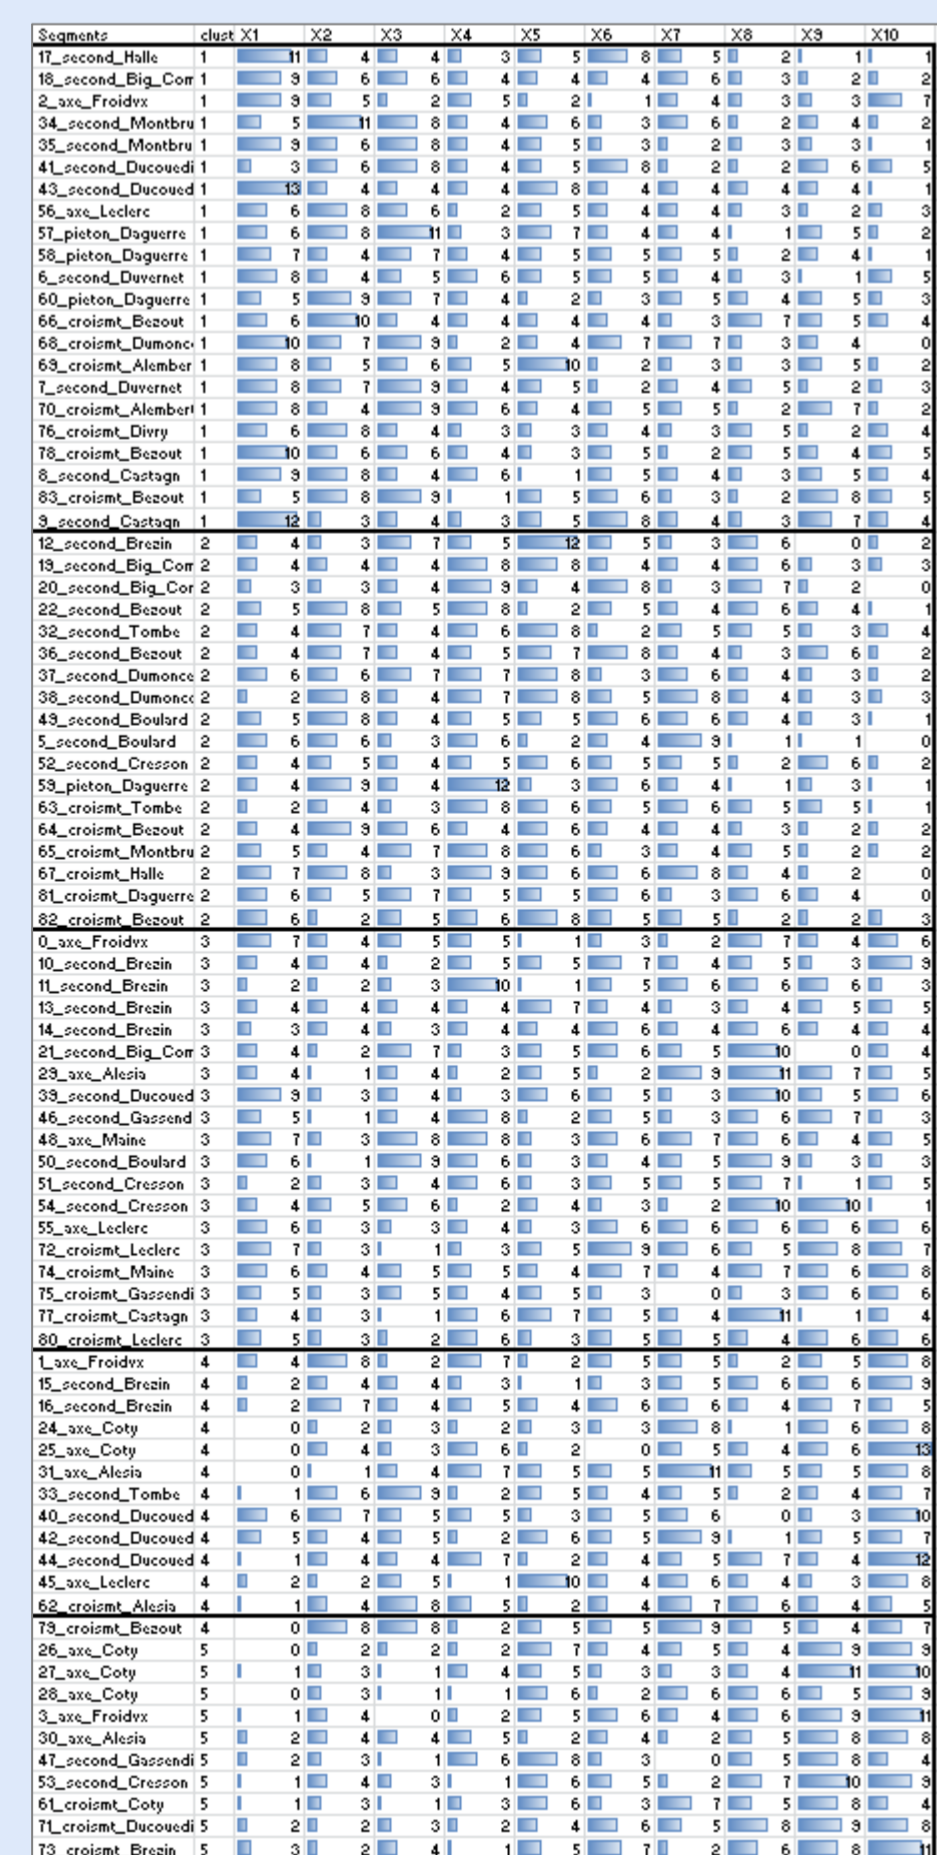 Segments clust X1 X2 X3 X4 X5 X6 X7 X8 X9 X10
17_second_Halle 1 11 4 4 3 5 8 5 2 1 1
18_second_Big_Com 1 9 6 6 4 4 4 6 3 2 2
2_axe_Froidvx 1 9 5 2 5 2 1 4 3 3 7
34_second_Montbru 1 5 11 8 4 6 3 6 2 4 2
35_second_Montbru 1 9 6 8 4 5 3 2 3 3 1
41_second_Ducouedi 1 3 6 8 4 5 8 2 2 6 5
43_second_Ducoued 1 13 4 4 4 8 4 4 4 4 1
56_axe_Leclerc 1 6 8 6 2 5 4 4 3 2 3
57_pieton_Daguerre 1 6 8 11 3 7 4 4 1 5 2
58_pieton_Daguerre 1 7 4 7 4 5 5 5 2 4 1
6_second_Duvernet 1 8 4 5 6 5 5 4 3 1 5
60_pieton_Daguerre 1 5 9 7 4 2 3 5 4 5 3
66_croismt_Bezout 1 6 10 4 4 4 4 3 7 5 4
68_croismt_Dumonc 1 10 7 9 2 4 7 7 3 4 0
69_croismt_Alember 1 8 5 6 5 10 2 3 3 5 2
7_second_Duvernet 1 8 7 9 4 5 2 4 5 2 3
70_croismt_Alembert 1 8 4 9 6 4 5 5 2 7 2
76_croismt_Divry 1 6 8 4 3 3 4 3 5 2 4
78_croismt_Bezout 1 10 6 6 4 3 5 2 5 4 5
8_second_Castagn 1 9 8 4 6 1 5 4 3 5 4
83_croismt_Bezout 1 5 8 9 1 5 6 3 2 8 5
9_second_Castagn 1 12 3 4 3 5 8 4 3 7 4
12_second_Brezin 2 4 3 7 5 12 5 3 6 0 2
19_second_Big_Com 2 4 4 4 8 8 4 4 6 3 3
20_second_Big_Cor 2 3 3 4 9 4 8 3 7 2 0
22_second_Bezout 2 5 8 5 8 2 5 4 6 4 1
32_second_Tombe 2 4 7 4 6 8 2 5 5 3 4
36_second_Bezout 2 4 7 4 5 7 8 4 3 6 2
37_second_Dumonce 2 6 6 7 7 8 3 6 4 3 2
38_second_Dumonce 2 2 8 4 7 8 5 8 4 3 3
49_second_Boulard 2 5 8 4 5 5 6 6 4 3 1
5_second_Boulard 2 6 6 3 6 2 4 9 1 1 0
52_second_Cresson 2 4 5 4 5 6 5 5 2 6 2
59_pieton_Daguerre 2 4 9 4 12 3 6 4 1 3 1
63_croismt_Tombe 2 2 4 3 8 6 5 6 5 5 1
64_croismt_Bezout 2 4 9 6 4 6 4 4 3 2 2
65_croismt_Montbru 2 5 4 7 8 6 3 4 5 2 2
67_croismt_Halle 2 7 8 3 9 6 6 8 4 2 0
81_croismt_Daguerre 2 6 5 7 5 5 5 3 6 4 0
82_croismt_Bezout 2 6 2 5 6 8 5 5 2 2 3
0_axe_Froidvx 3 7 4 5 5 1 3 2 7 4 6
10_second_Brezin 3 4 4 2 5 5 7 4 5 3 9
11_second_Brezin 3 2 2 3 10 1 5 6 6 6 3
13_second_Brezin 3 4 4 4 4 7 4 3 4 5 5
14_second_Brezin 3 3 4 3 4 4 6 4 6 4 4
21_second_Big_Com 3 4 2 7 3 5 6 5 10 0 4
29_axe_Alesia 3 4 1 4 2 5 2 9 11 7 5
39_second_Ducoued 3 9 3 4 3 6 5 3 10 5 6
46_second_Gassend 3 5 1 4 8 2 5 3 6 7 3
48_axe_Maine 3 7 3 8 8 3 6 7 6 4 5
50_second_Boulard 3 6 1 9 6 3 4 5 9 3 3
51_second_Cresson 3 2 3 4 6 3 5 5 7 1 5
54_second_Cresson 3 4 5 6 2 4 3 2 10 10 1
55_axe_Leclerc 3 6 3 3 4 3 6 6 6 6 6
72_croismt_Leclerc 3 7 3 1 3 5 9 6 5 8 7
74_croismt_Maine 3 6 4 5 5 4 7 4 7 6 8
75_croismt_Gassendi 3 5 3 5 4 5 3 0 3 6 6
77_croismt_Castagn 3 4 3 1 6 7 5 4 11 1 4
80_croismt_Leclerc 3 5 3 2 6 3 5 5 4 6 6
1_axe_Froidvx 4 4 8 2 7 2 5 5 2 5 8
15_second_Brezin 4 2 4 4 3 1 3 5 6 6 9
16_second_Brezin 4 2 7 4 5 4 6 6 4 7 5
24_axe_Coty 4 0 2 3 2 3 3 8 1 6 8
25_axe_Coty 4 0 4 3 6 2 0 5 4 6 13
31_axe_Alesia 4 0 1 4 7 5 5 11 5 5 8
33_second_Tombe 4 1 6 9 2 5 4 5 2 4 7
40_second_Ducoued 4 6 7 5 5 3 5 6 0 3 10
42_second_Ducoued 4 5 4 5 2 6 5 9 1 5 7
44_second_Ducoued 4 1 4 4 7 2 4 5 7 4 12
45_axe_Leclerc 4 2 2 5 1 10 4 6 4 3 8
62_croismt_Alesia 4 1 4 8 5 2 4 7 6 4 5
79_croismt_Bezout 4 0 8 8 2 5 5 9 5 4 7
26_axe_Coty 5 0 2 2 2 7 4 5 4 9 9
27_axe_Coty 5 1 3 1 4 5 3 3 4 11 10
28_axe_Coty 5 0 3 1 1 6 2 6 6 5 9
3_axe_Froidvx 5 1 4 0 2 5 6 4 6 9 11
30_axe_Alesia 5 2 4 4 5 2 4 2 5 8 8
47_second_Gassendi 5 2 3 1 6 8 3 0 5 8 4
53_second_Cresson 5 1 4 3 1 6 5 2 7 10 9
61_croismt_Coty 5 1 3 1 3 6 3 7 5 8 4
71_croismt_Ducouedi 5 2 2 3 2 4 6 5 8 9 8
73_croismt_Brezin 5 3 2 4 1 5 7 2 6 8 11